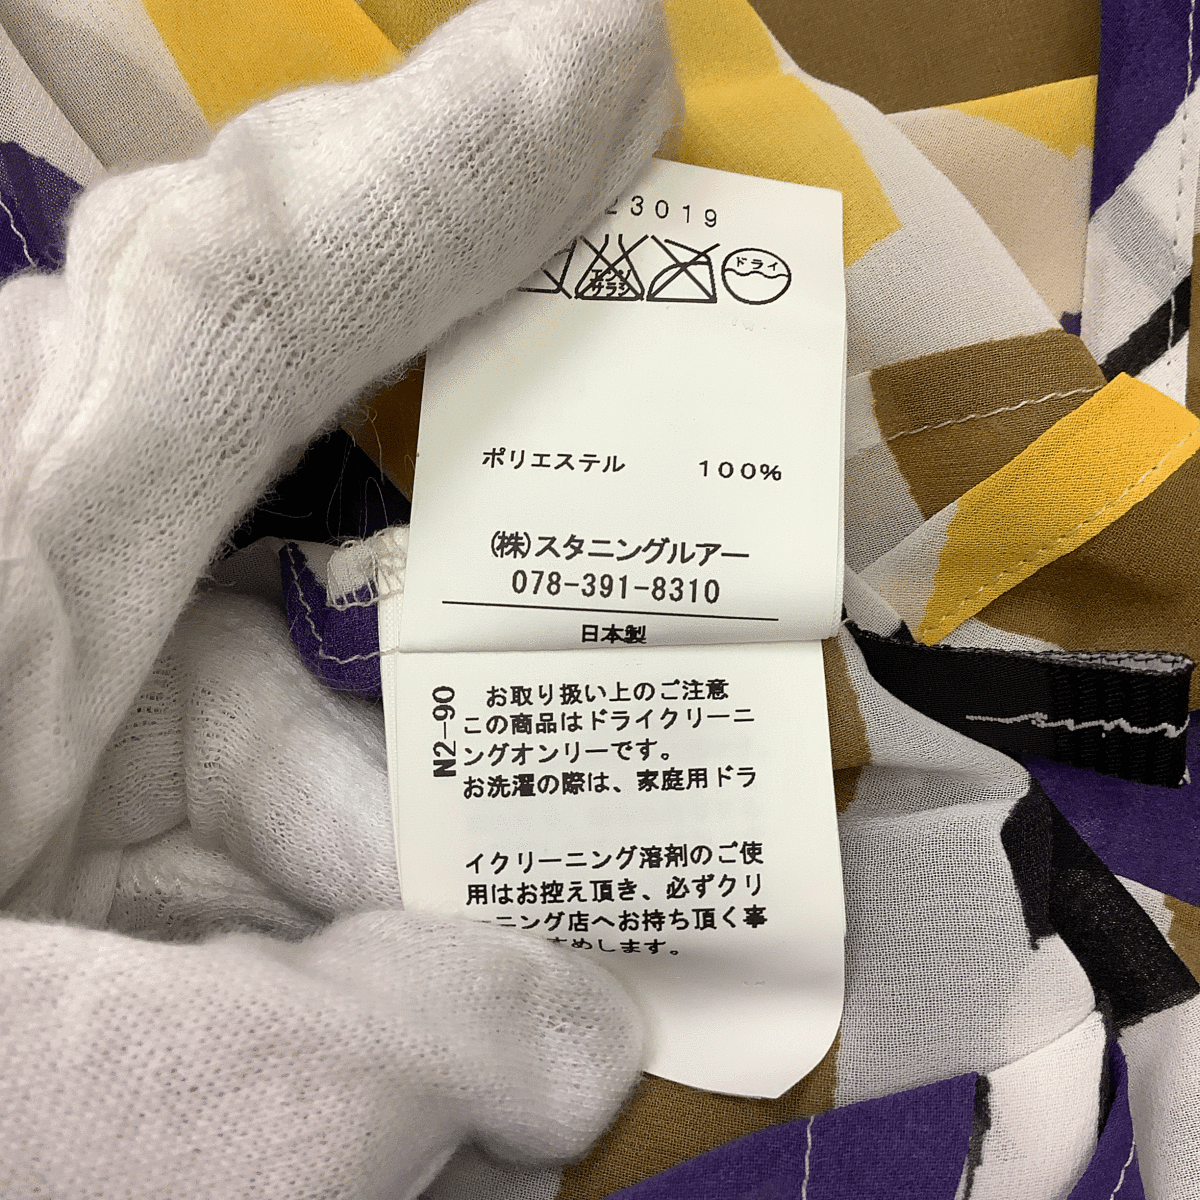 23019
エンソ
サラシ
ドライ
ポリエステル 100%
(株)スタニングルアー
078-391-8310
日本製
N2-90
お取り扱い上のご注意
この商品はドライクリーニ
ングオンリーです。
お洗濯の際は、家庭用ドラ
イクリーニング溶剤のご使
用はお控え頂き、必ずクリ
ーニング店へお持ち頂く事
すめします。